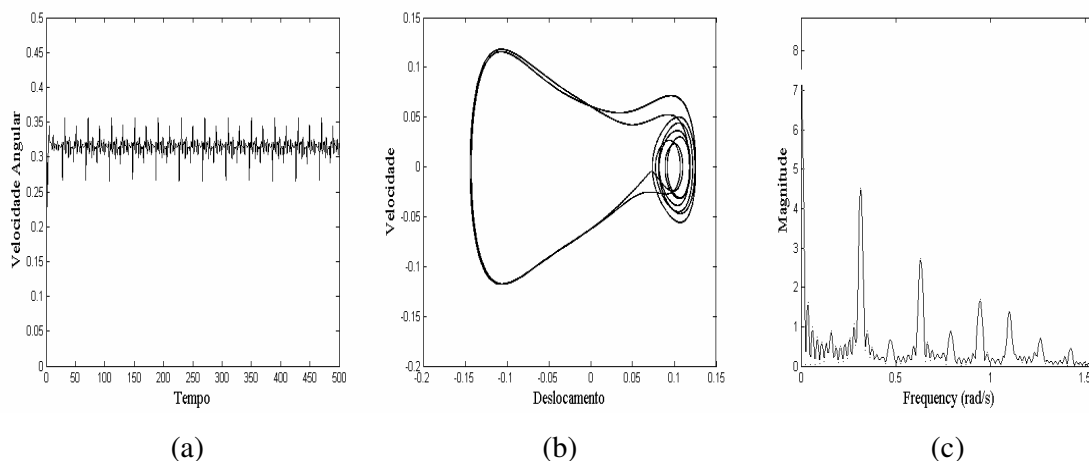 0.5
0.45
0.4
0.35
0.3
0.25
0.2
0.15
0.1
0.05
0
Velocidade Angular
0 50 100 150 200 250 300 350 400 450 500
Tempo
(a)
0.15
0.1
0.05
0
-0.05
-0.1
-0.15
-0.2
Velocidade
-0.2 -0.15 -0.1 -0.05 0 0.05 0.1 0.15
Deslocamento
(b)
8
7
6
5
4
3
2
1
0
Magnitude
0 0.5 1 1.5
Frequency (rad/s)
(c)